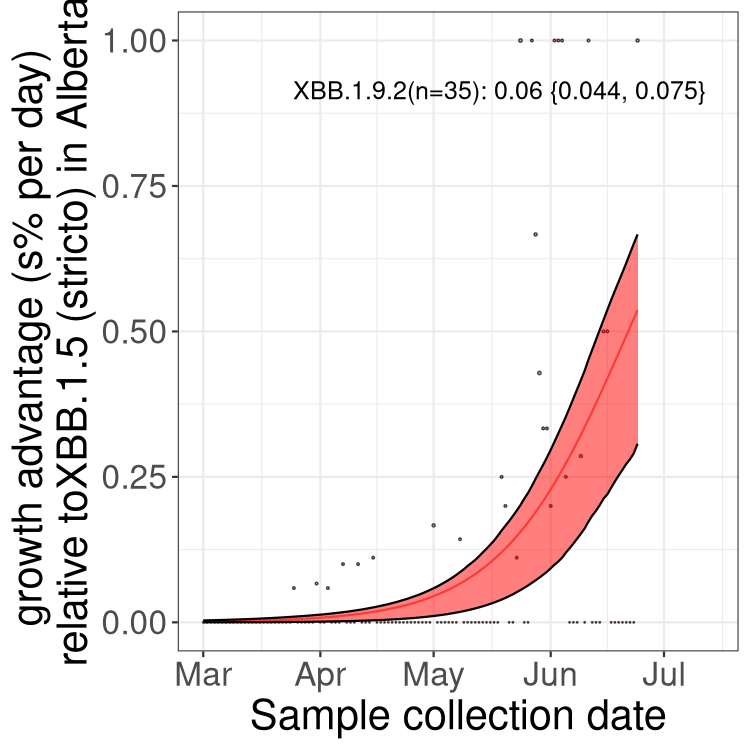 growth advantage (s% per day)
relative toXBB.1.5 (stricto) in Alberta
1.00
XBB.1.9.2(n=35): 0.06 {0.044, 0.075}
0.75
0.50
0.25
0.00
Mar Apr May Jun Jul
Sample collection date